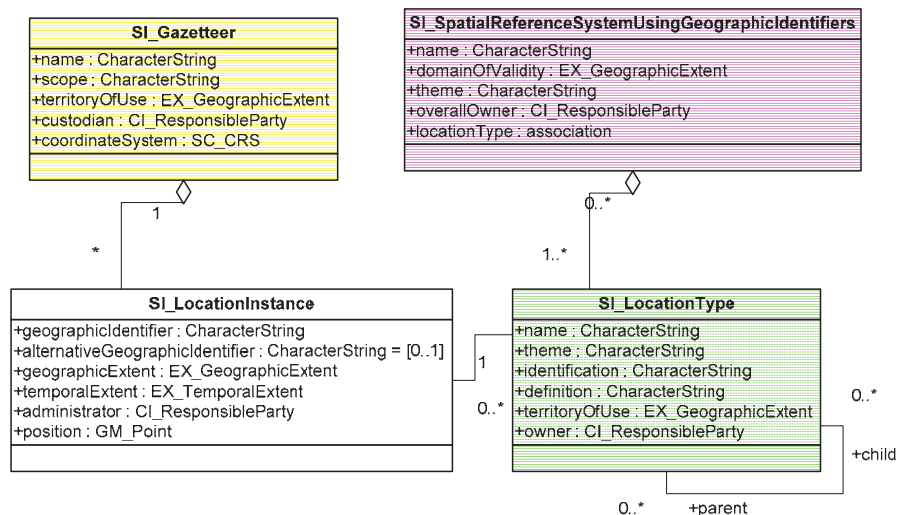 SI_Gazetteer
+name : CharacterString
+scope : CharacterString
+territoryOfUse : EX_GeographicExtent
+custodian : CI_ResponsibleParty
+coordinateSystem : SC_CRS
SI_SpatialReferenceSystemUsingGeographicIdentifiers
+name : CharacterString
+domainOfValidity : EX_GeographicExtent
+theme : CharacterString
+overallOwner : CI_ResponsibleParty
+locationType : association
1
*
0..*
1..*
SI_LocationInstance
+geographicIdentifier : CharacterString
+alternativeGeographicIdentifier : CharacterString = [0..1]
+geographicExtent : EX_GeographicExtent
+temporalExtent : EX_TemporalExtent
+administrator : CI_ResponsibleParty
+position : GM_Point
1
0..*
SI_LocationType
+name : CharacterString
+theme : CharacterString
+identification : CharacterString
+definition : CharacterString
+territoryOfUse : EX_GeographicExtent
+owner : CI_ResponsibleParty
0..*
+child
0..*
+parent